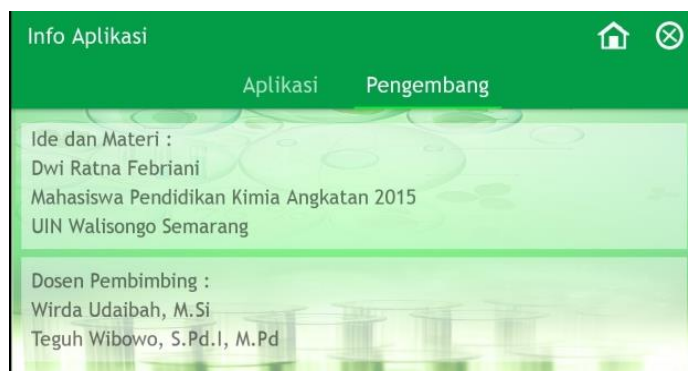 Info Aplikasi
Aplikasi Pengembang
Ide dan Materi :
Dwi Ratna Febriani
Mahasiswa Pendidikan Kimia Angkatan 2015
UIN Walisongo Semarang
Dosen Pembimbing :
Wirda Udaibah, M.Si
Teguh Wibowo, S.Pd.I, M.Pd